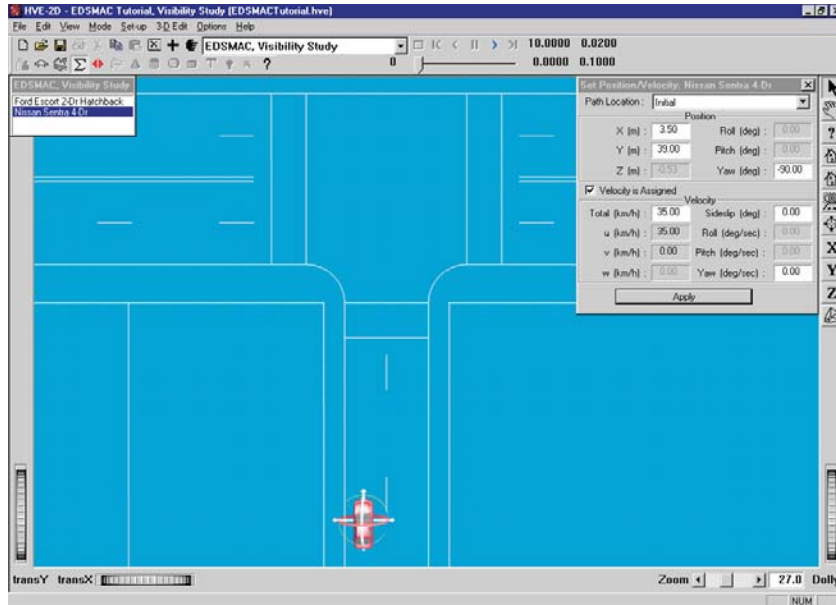 HVE-2D - EDSMAC Tutorial, Visibility Study (EDSMACTutorial.hve)
File Edit View Mode Set-up 3-D Edit Options Help
EDSMAC, Visibility Study 10.0000 0.0200
? 0 0.0000 0.1000
EDSMAC, Visibility Study
Ford Escort 2-Dr Hatchback
Nissan Sentra 4-Dr
Set Position/Velocity: Nissan Sentra 4-Dr
Path Location: Initial
Position
X (m) : 3.50 Roll (deg) : 0.00
Y (m) : 39.00 Pitch (deg) : 0.00
Z (m) : -0.53 Yaw (deg) : -90.00
Velocity is Assigned
Velocity
Total (km/h) : 35.00 Sideslip (deg) : 0.00
u (km/h) : 35.00 Roll (deg/sec) : 0.00
v (km/h) : 0.00 Pitch (deg/sec) : 0.00
w (km/h) : 0.00 Yaw (deg/sec) : 0.00
Apply
?
X
Y
Z
transY transX Zoom 27.0 Dolly
NUM